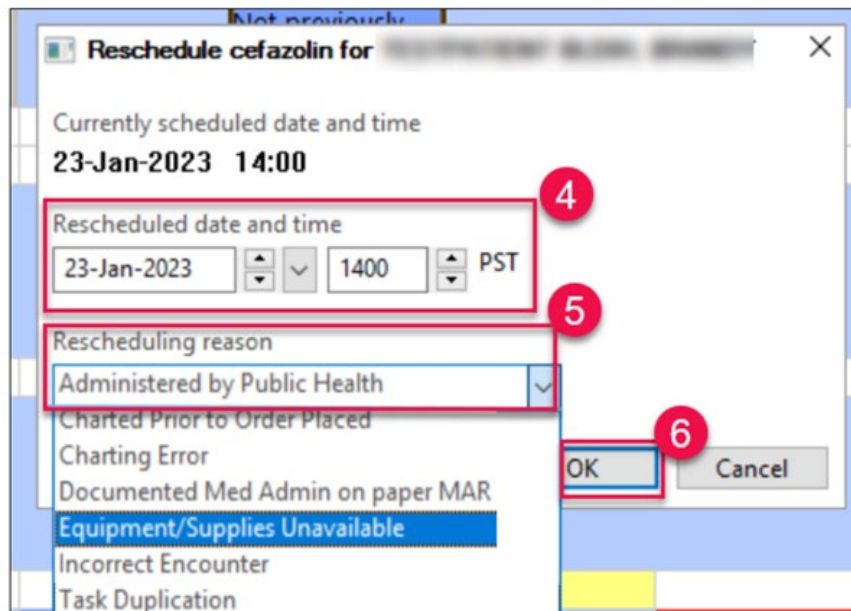 Not previously
Reschedule cefazolin for
Currently scheduled date and time
23-Jan-2023 14:00
4
Rescheduled date and time
23-Jan-2023 1400 PST
5
Rescheduling reason
Administered by Public Health
Charted Prior to Order Placed
Charting Error
6
OK Cancel
Documented Med Admin on paper MAR
Equipment/Supplies Unavailable
Incorrect Encounter
Task Duplication